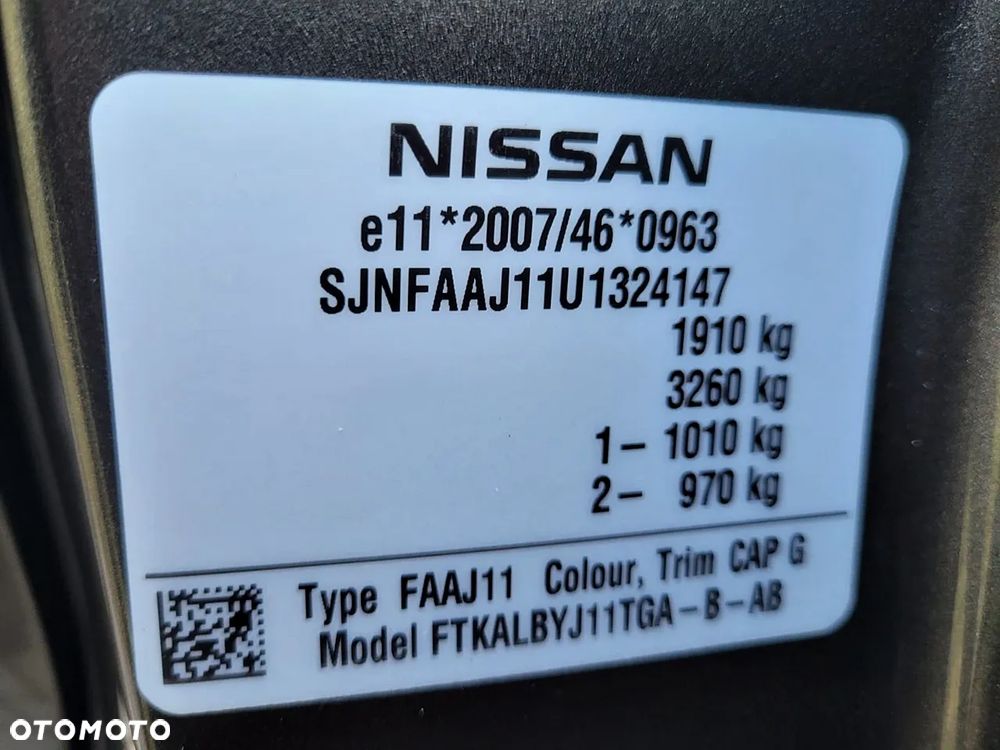 NISSAN
e11*2007/46*0963
SJNFAAJ11U1324147
1910 kg
3260 kg
1– 1010 kg
2– 970 kg
Type FAAJ11 Colour, Trim CAP G
Model FTKALBYJ11TGA–B–AB
OTOMOTO